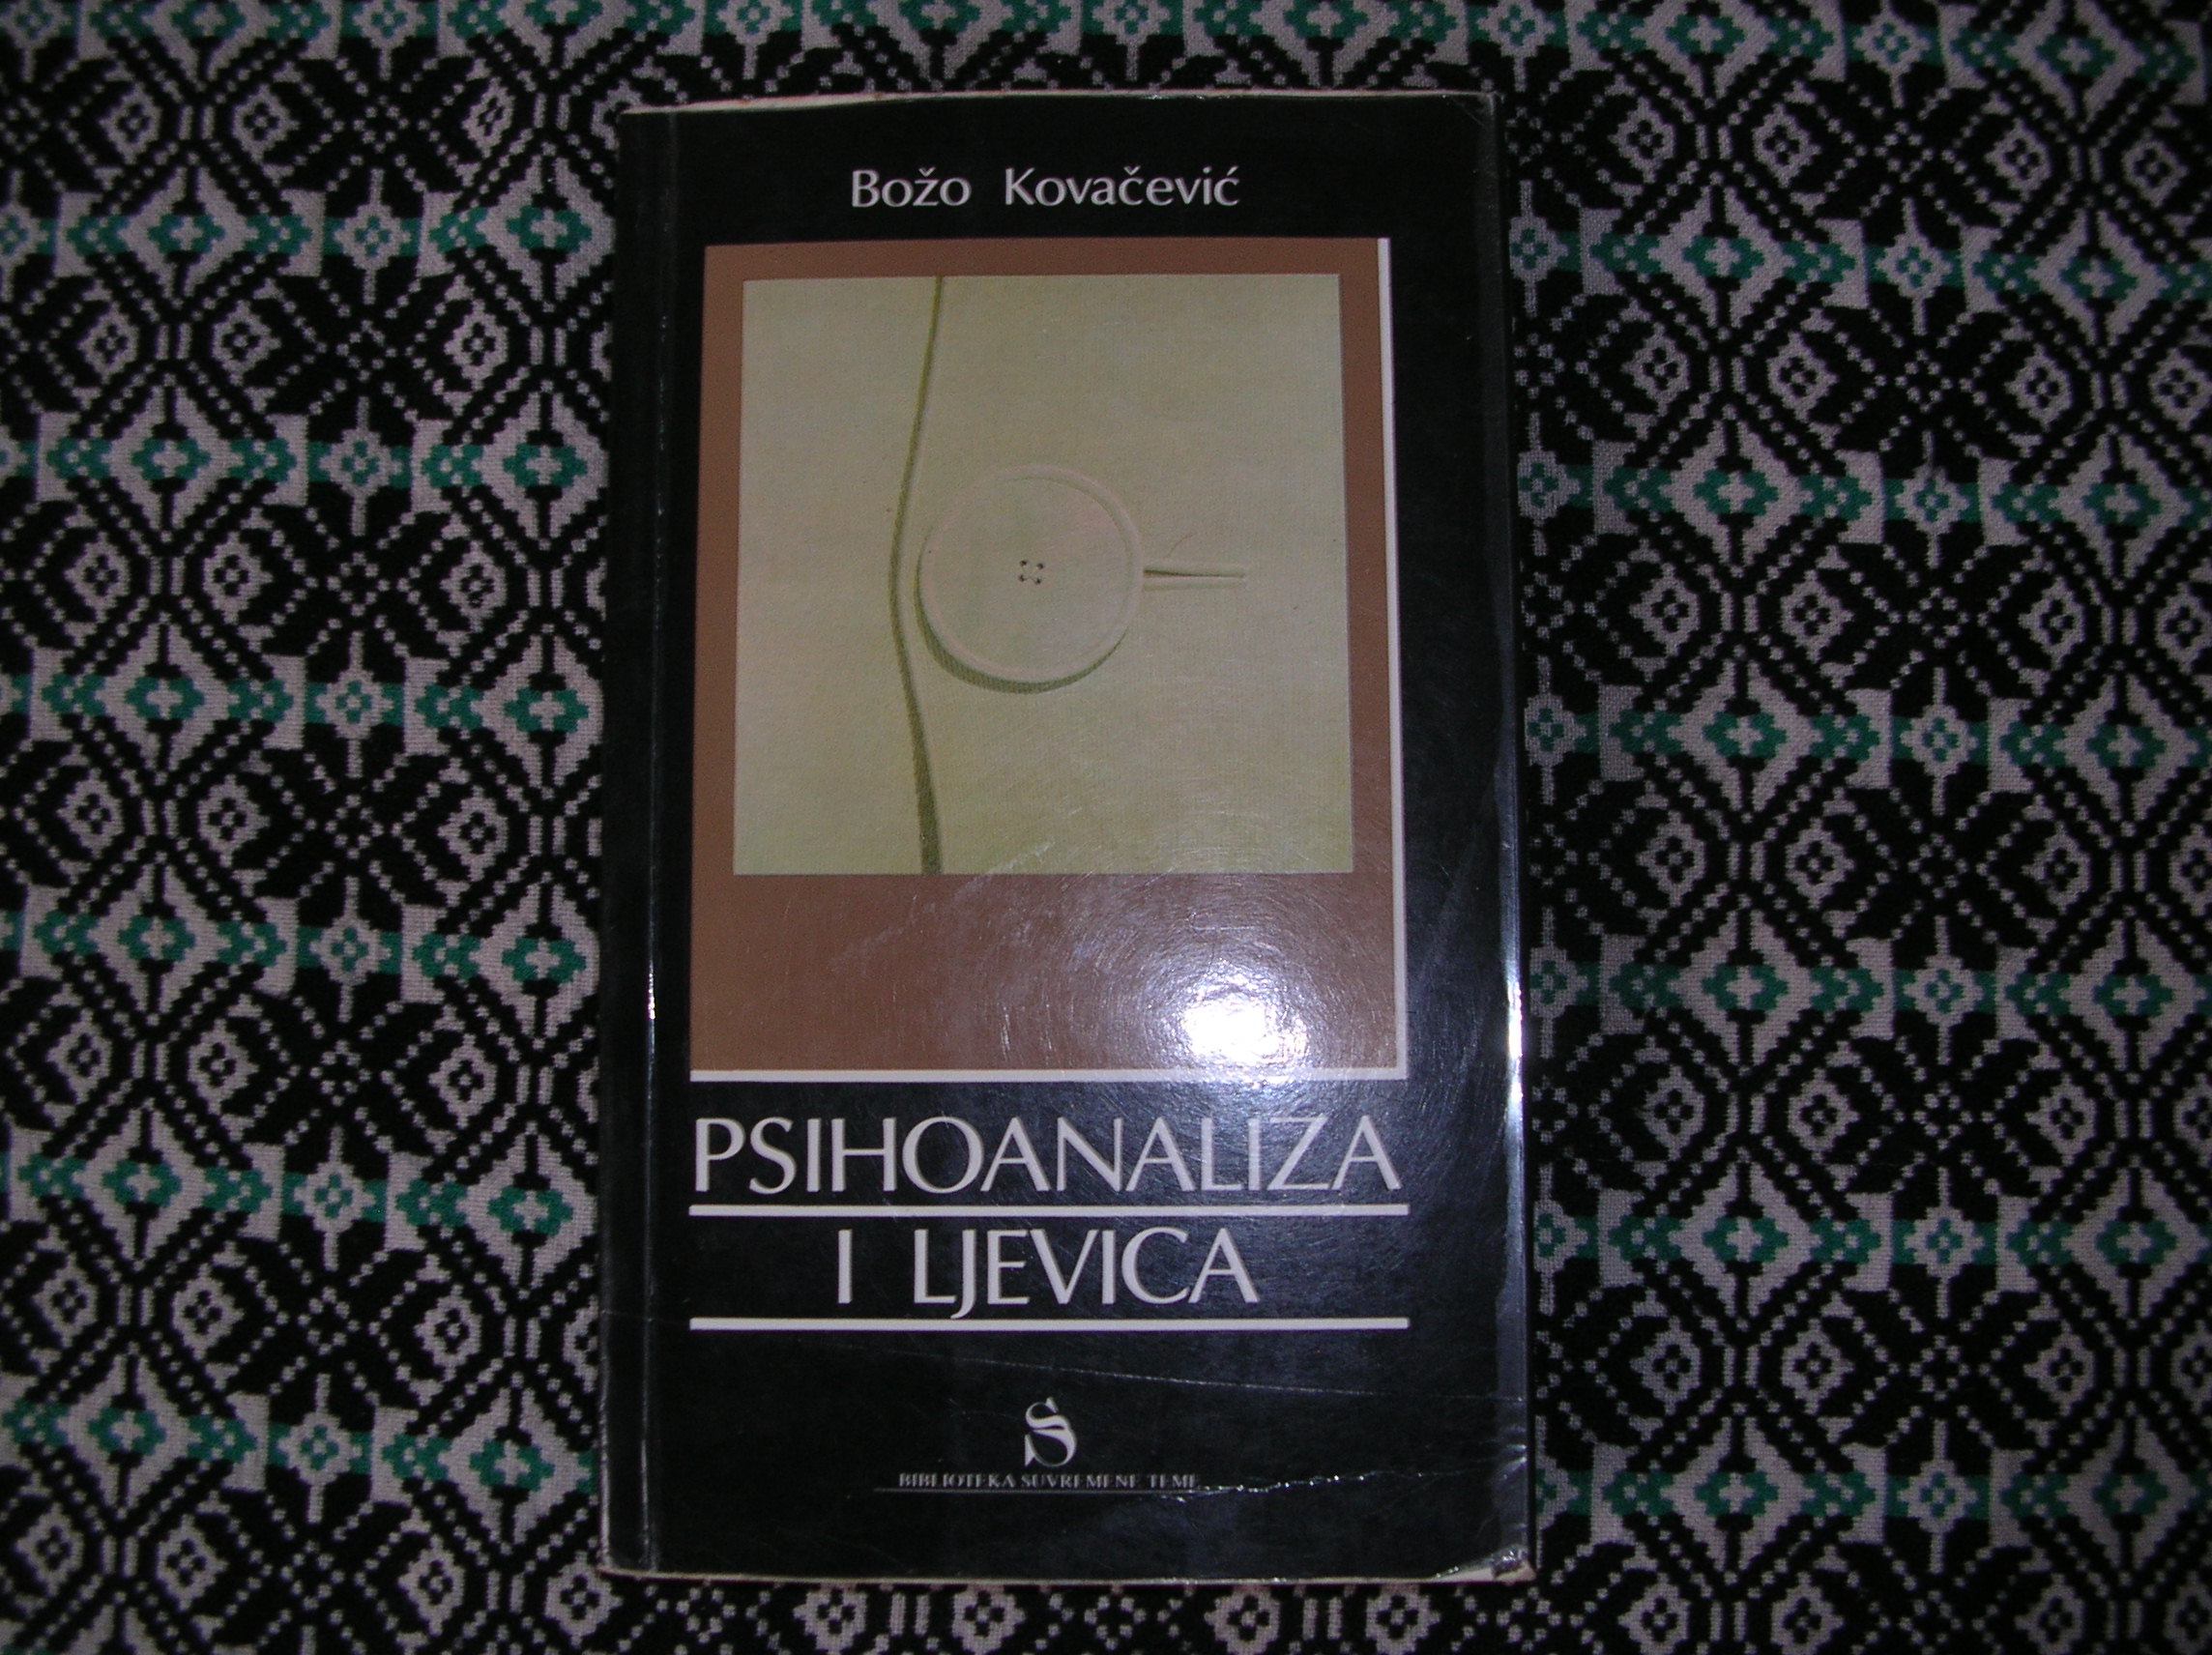 Božo Kovačević
PSIHOANALIZA
I LJEVICA
S
BIBLIOTEKA SUVREMENE TEME